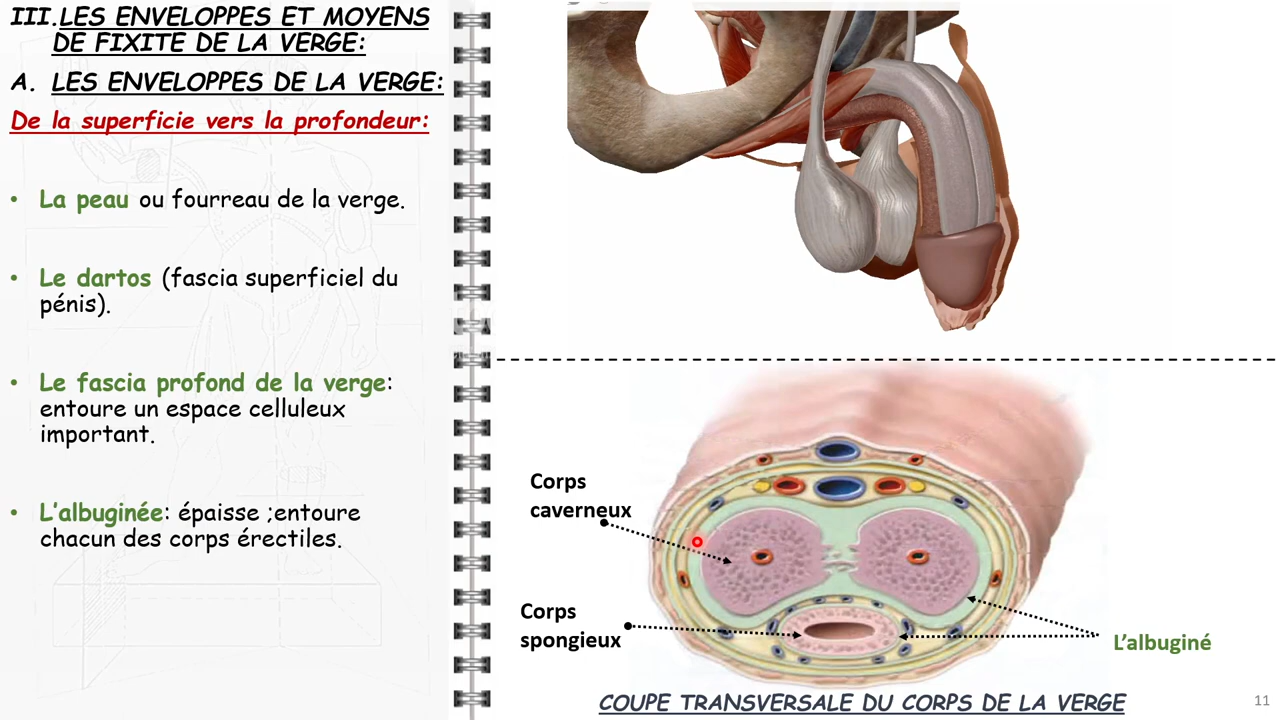 III.LES ENVELOPPES ET MOYENS
DE FIXITE DE LA VERGE:
A. LES ENVELOPPES DE LA VERGE:
De la superficie vers la profondeur:
• La peau ou fourreau de la verge.
• Le dartos (fascia superficiel du
pénis).
• Le fascia profond de la verge:
entoure un espace celluleux
important.
• L'albuginée: épaisse ;entoure
chacun des corps érectiles.
Corps
caverneux
Corps
spongieux
L'albuginé
COUPE TRANSVERSALE DU CORPS DE LA VERGE
11